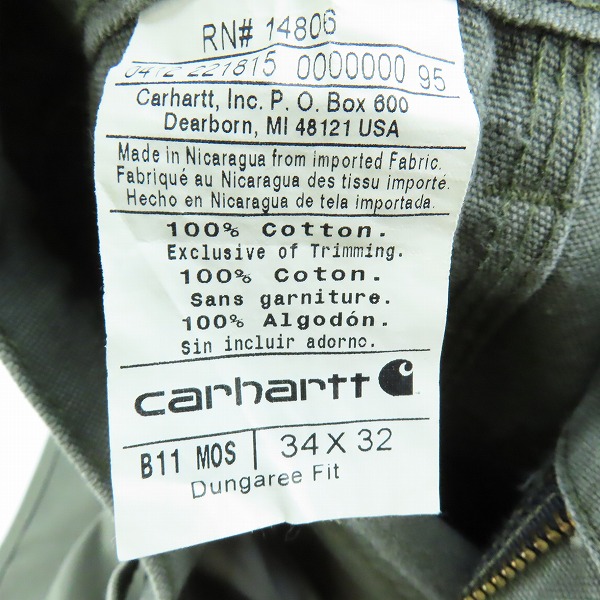 RN# 14806
0412 221815 0000000 95
Carhartt, Inc. P. O. Box 600
Dearborn, MI 48121 USA
Made in Nicaragua from imported Fabric.
Fabriqué au Nicaragua des tissu importé.
Hecho en Nicaragua de tela importada.
100% Cotton.
Exclusive of Trimming.
100% Coton.
Sans garniture.
100% Algodón.
Sin incluir adorno.
carhartt
B11 MOS 34 X 32
Dungaree Fit